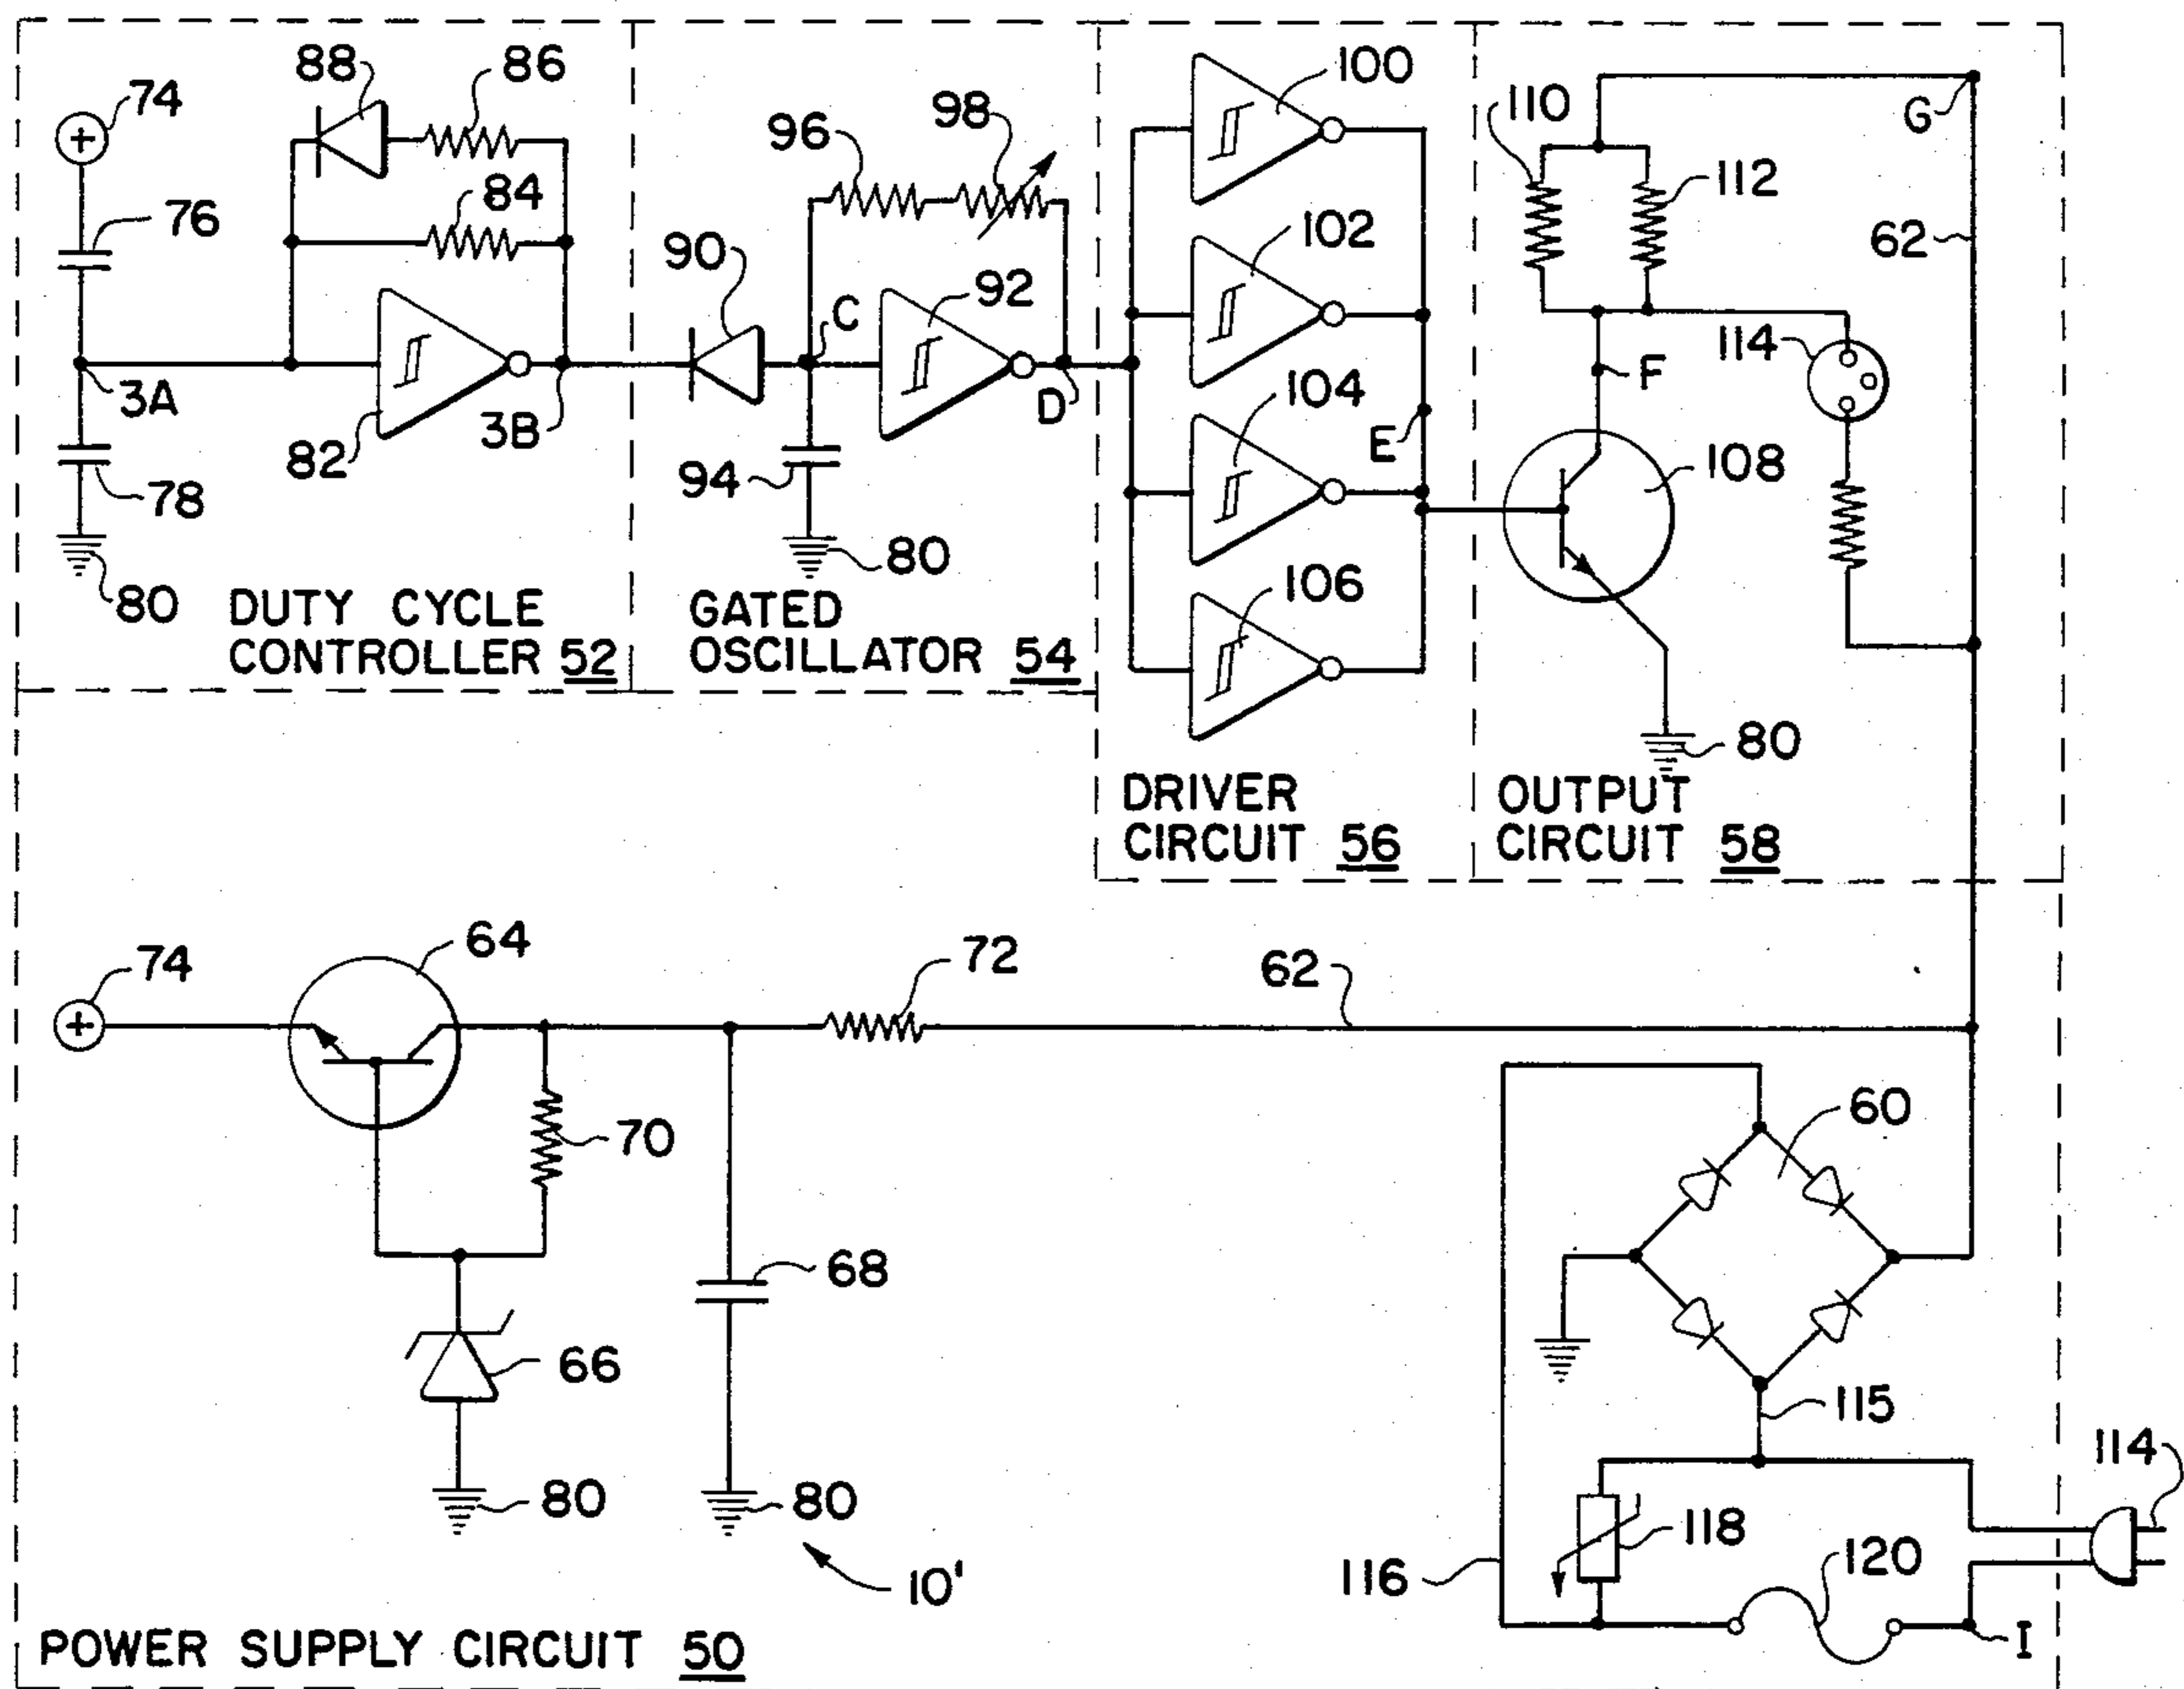 88
86
74
76
84
3A
82
3B
78
80
DUTY CYCLE
CONTROLLER 52
96
98
90
92
C
D
94
80
GATED
OSCILLATOR 54
100
102
104
E
106
DRIVER
CIRCUIT 56
110
112
G
62
114
F
108
80
OUTPUT
CIRCUIT 58
74
64
72
62
70
68
66
80
80
10'
60
115
114
118
116
120
I
POWER SUPPLY CIRCUIT 50